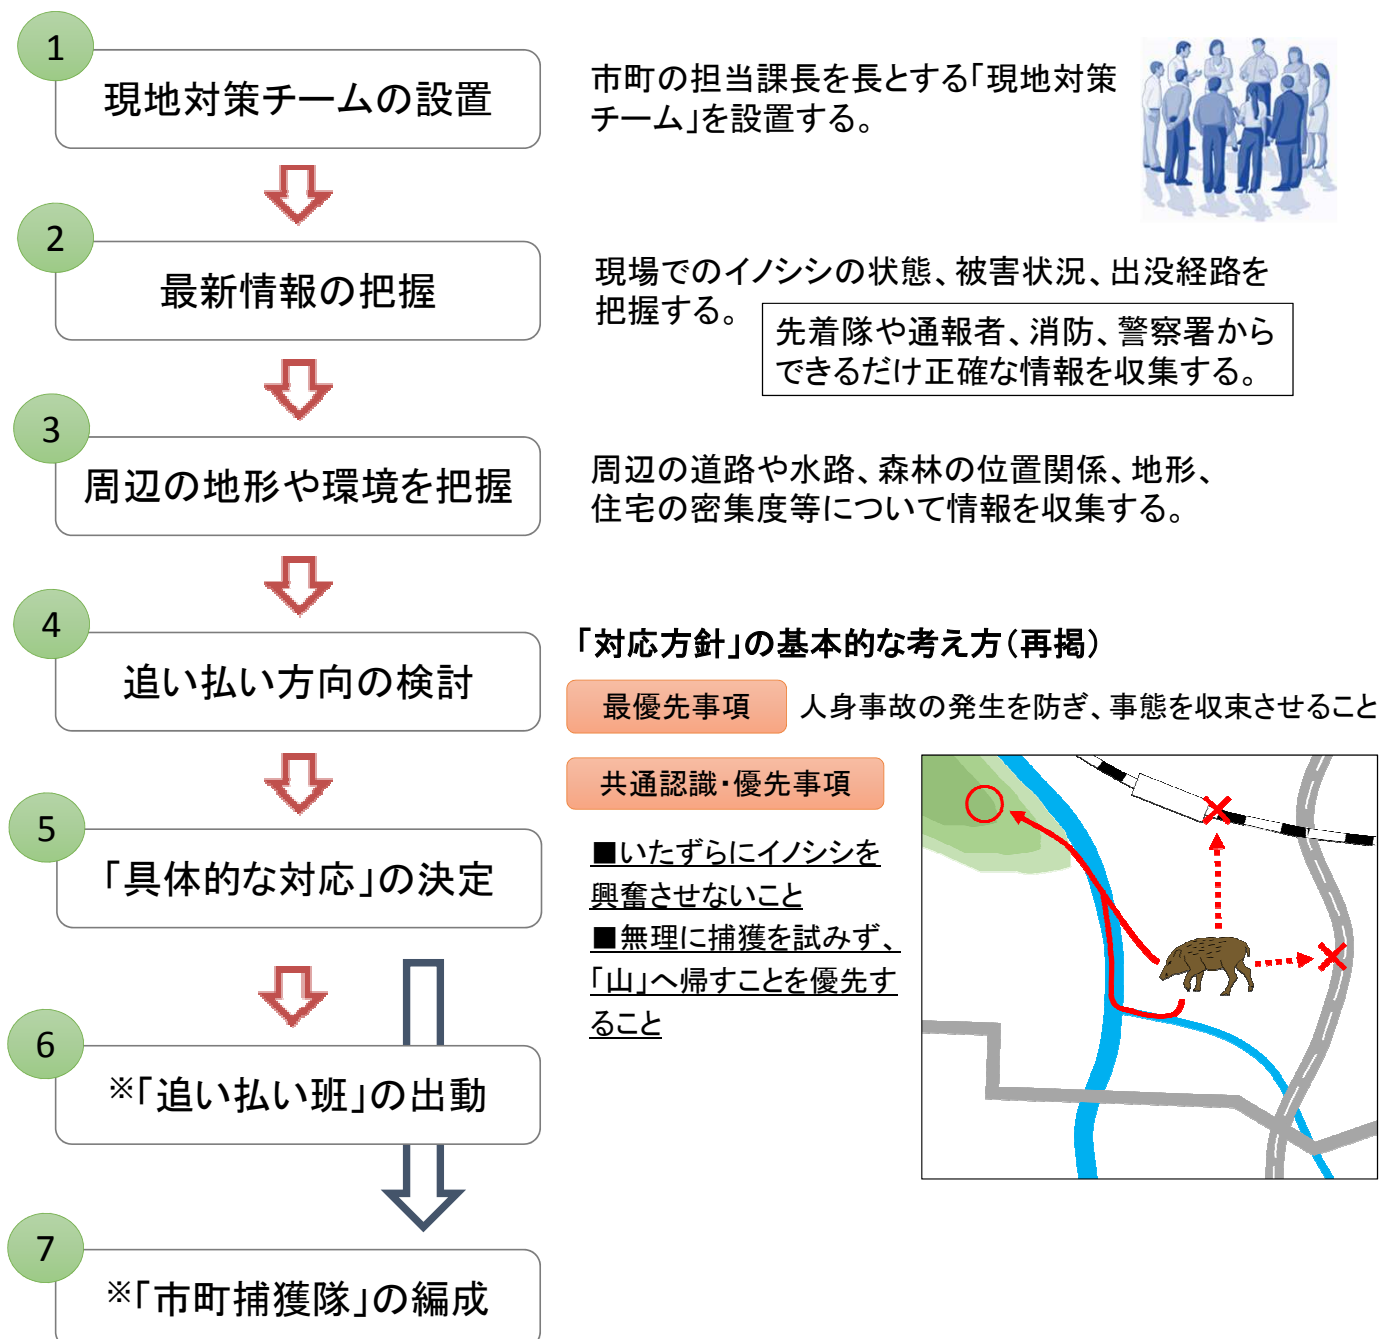 1
現地対策チームの設置
市町の担当課長を長とする「現地対策
チーム」を設置する。
2
最新情報の把握
現場でのイノシシの状態、被害状況、出没経路を
把握する。
先着隊や通報者、消防、警察署から
できるだけ正確な情報を収集する。
3
周辺の地形や環境を把握
周辺の道路や水路、森林の位置関係、地形、
住宅の密集度等について情報を収集する。
4
追い払い方向の検討
「対応方針」の基本的な考え方（再掲）
最優先事項
人身事故の発生を防ぎ、事態を収束させること
共通認識・優先事項
■いたずらにイノシシを
興奮させないこと
■無理に捕獲を試みず、
「山」へ帰すことを優先す
ること
5
「具体的な対応」の決定
6
※「追い払い班」の出動
7
※「市町捕獲隊」の編成